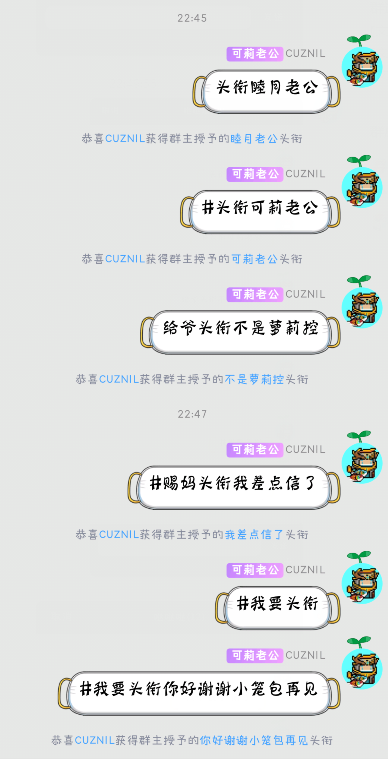 22:45
可莉老公 CUZNIL
头衔睦月老公
恭喜CUZNIL获得群主授予的睦月老公头衔
可莉老公 CUZNIL
#头衔可莉老公
恭喜CUZNIL获得群主授予的可莉老公头衔
可莉老公 CUZNIL
给爷头衔不是萝莉控
恭喜CUZNIL获得群主授予的不是萝莉控头衔
22:47
可莉老公 CUZNIL
#赐妈头衔我差点信了
恭喜CUZNIL获得群主授予的我差点信了头衔
可莉老公 CUZNIL
#我要头衔
可莉老公 CUZNIL
#我要头衔你好谢谢小笼包再见
恭喜CUZNIL获得群主授予的你好谢谢小笼包再见头衔